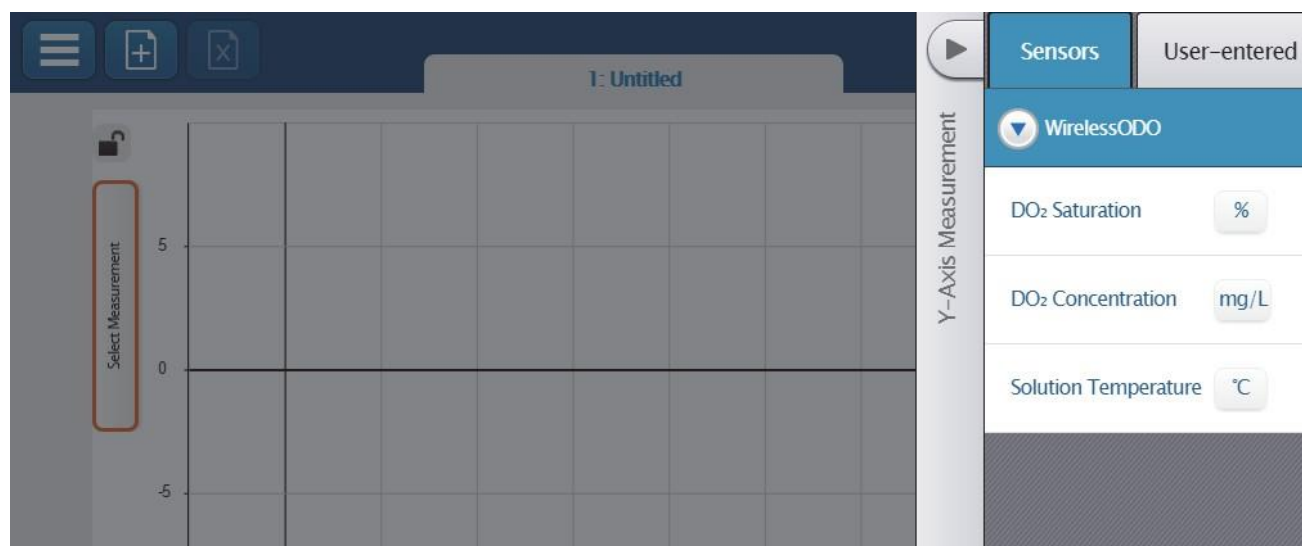 1: Untitled
Select Measurement
5
0
-5
Y-Axis Measurement
Sensors
User-entered
WirelessODO
DO₂ Saturation %
DO₂ Concentration mg/L
Solution Temperature °C